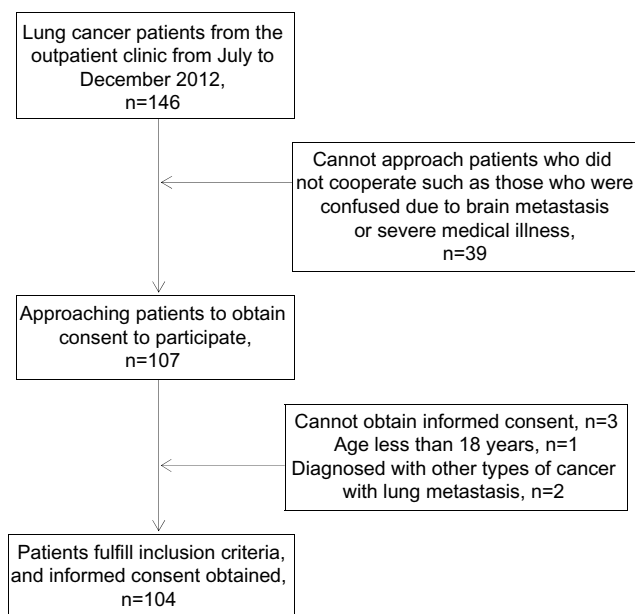 Lung cancer patients from the
outpatient clinic from July to
December 2012,
n=146
Cannot approach patients who did
not cooperate such as those who were
confused due to brain metastasis
or severe medical illness,
n=39
Approaching patients to obtain
consent to participate,
n=107
Cannot obtain informed consent, n=3
Age less than 18 years, n=1
Diagnosed with other types of cancer
with lung metastasis, n=2
Patients fulfill inclusion criteria,
and informed consent obtained,
n=104